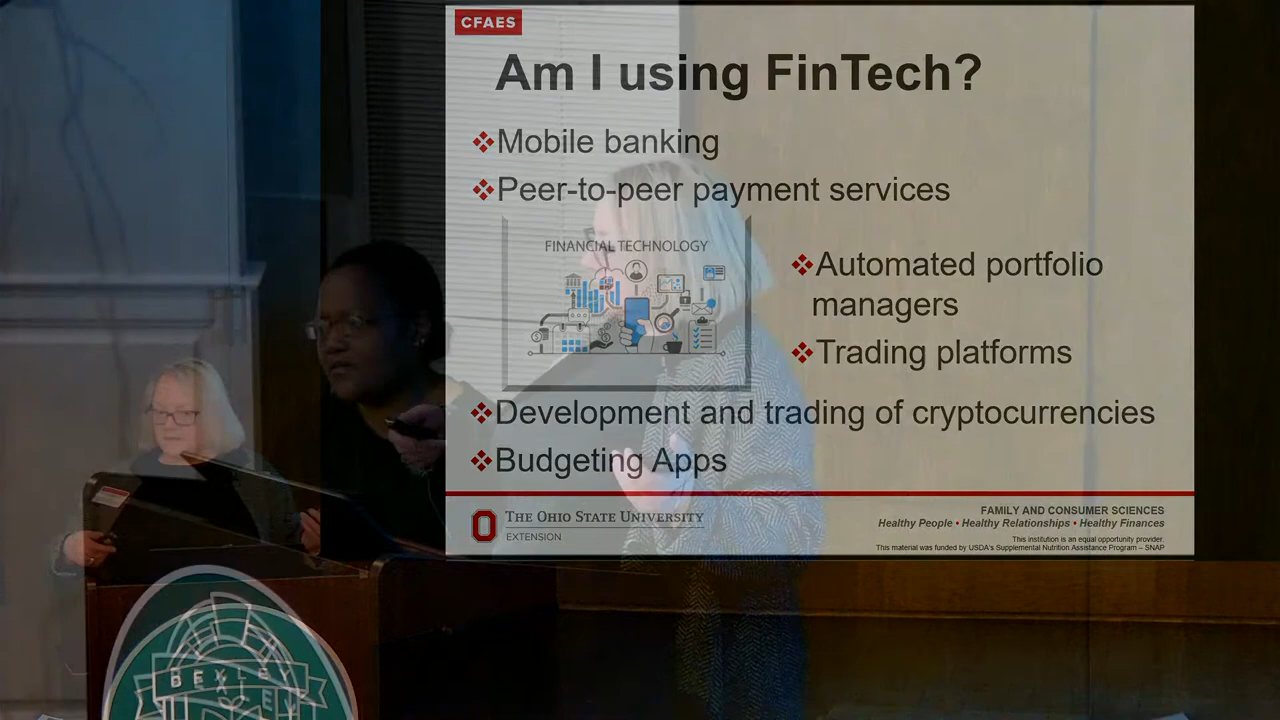 CFAES
Am I using FinTech?
❖Mobile banking
❖Peer-to-peer payment services
FINANCIAL TECHNOLOGY
❖Automated portfolio
managers
❖Trading platforms
❖Development and trading of cryptocurrencies
❖Budgeting Apps
THE OHIO STATE UNIVERSITY
EXTENSION
FAMILY AND CONSUMER SCIENCES
Healthy People • Healthy Relationships • Healthy Finances
This institution is an equal opportunity provider.
This material was funded by USDA's Supplemental Nutrition Assistance Program – SNAP
BEXLEY